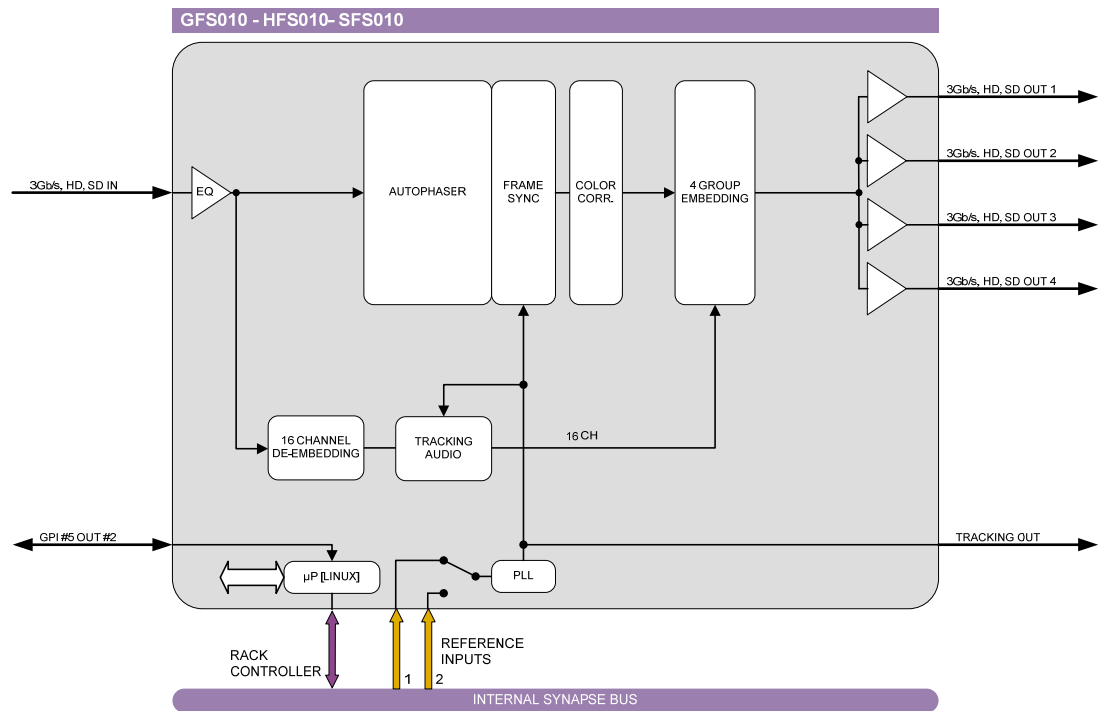 GFS010 - HFS010- SFS010
3Gb/s, HD, SD IN
EQ
AUTOPHASER
FRAME
SYNC
COLOR
CORR.
4 GROUP
EMBEDDING
3Gb/s, HD, SD OUT 1
3Gb/s. HD, SD OUT 2
3Gb/s, HD, SD OUT 3
3Gb/s, HD, SD OUT 4
16 CHANNEL
DE-EMBEDDING
TRACKING
AUDIO
16 CH
GPI #5 OUT #2
TRACKING OUT
µP [LINUX]
PLL
RACK
CONTROLLER
1
2
REFERENCE
INPUTS
INTERNAL SYNAPSE BUS